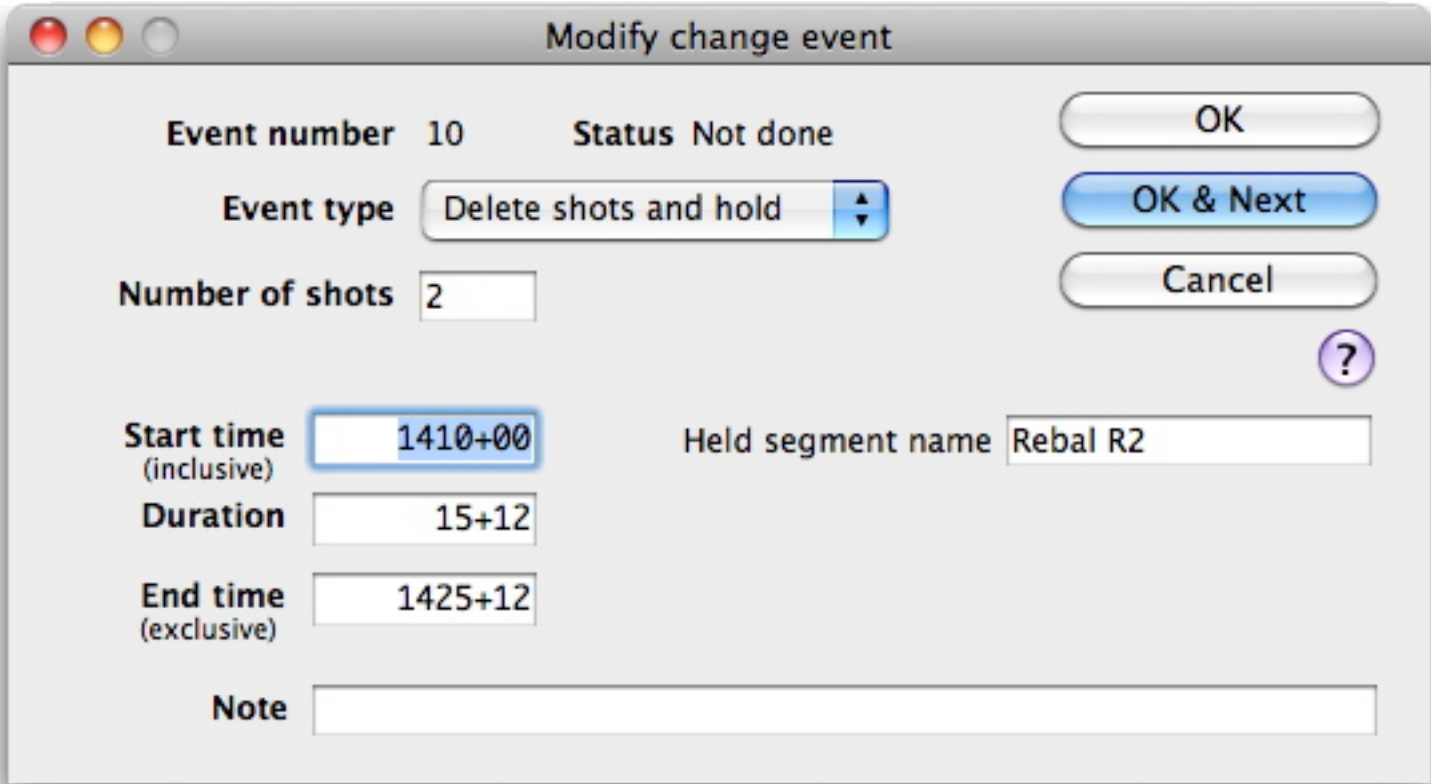 Modify change event
Event number 10 Status Not done OK
Event type Delete shots and hold OK & Next
Number of shots 2 Cancel
?
Start time 1410+00 Held segment name Rebal R2
(inclusive)
Duration 15+12
End time 1425+12
(exclusive)
Note